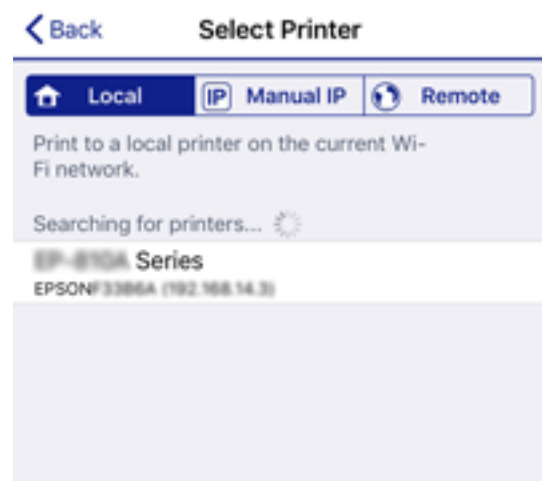 Back Select Printer
Local IP Manual IP Remote
Print to a local printer on the current Wi-
Fi network.
Searching for printers...
Series
EPSON